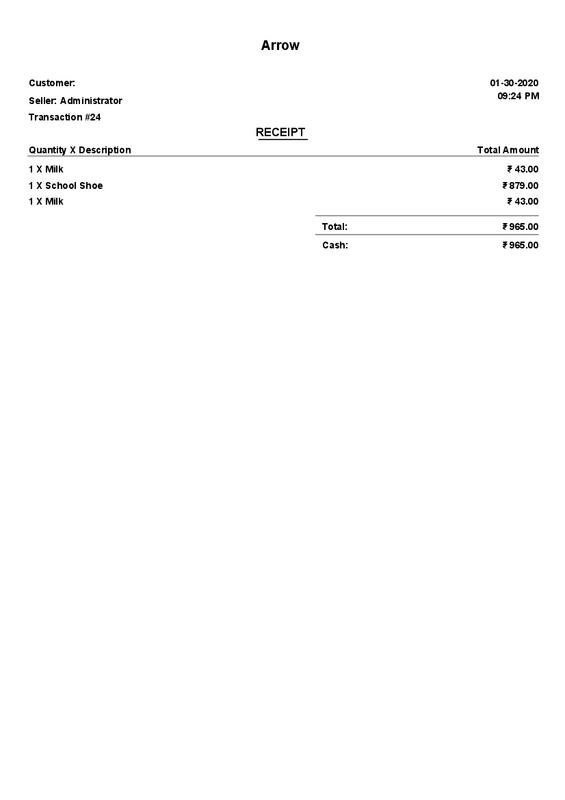 Arrow
Customer:
01-30-2020
Seller: Administrator
09:24 PM
Transaction #24
RECEIPT
Quantity X Description Total Amount
1 X Milk ₹ 43.00
1 X School Shoe ₹ 879.00
1 X Milk ₹ 43.00
Total: ₹ 965.00
Cash: ₹ 965.00